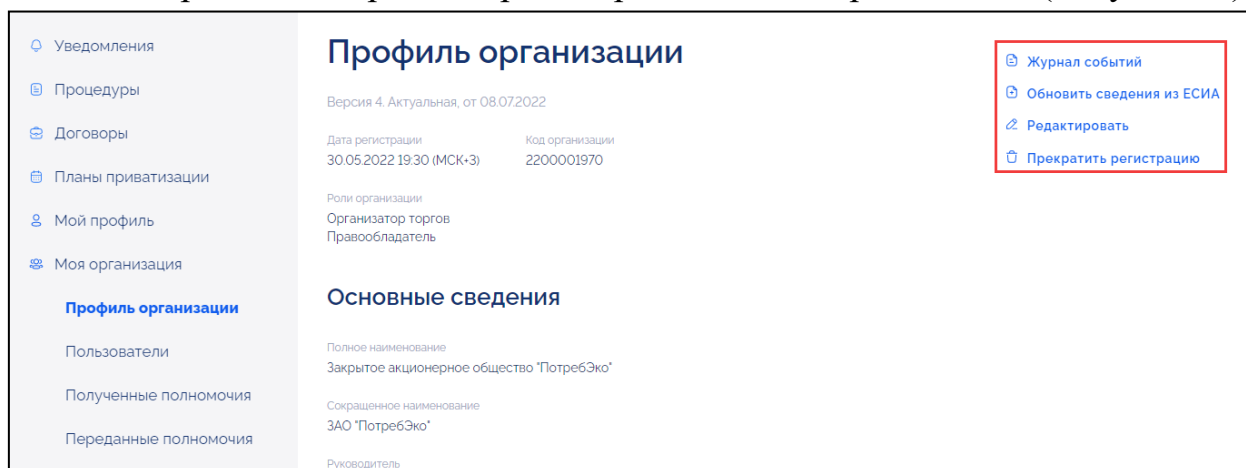 Уведомления
Процедуры
Договоры
Планы приватизации
Мой профиль
Моя организация
Профиль организации
Пользователи
Полученные полномочия
Переданные полномочия
Профиль организации
Версия 4. Актуальная, от 08.07.2022
Дата регистрации
30.05.2022 19:30 (МСК+3)
Код организации
2200001970
Роли организации
Организатор торгов
Правообладатель
Основные сведения
Полное наименование
Закрытое акционерное общество "ПотребЭко"
Сокращенное наименование
ЗАО "ПотребЭко"
Руководитель
Журнал событий
Обновить сведения из ЕСИА
Редактировать
Прекратить регистрацию